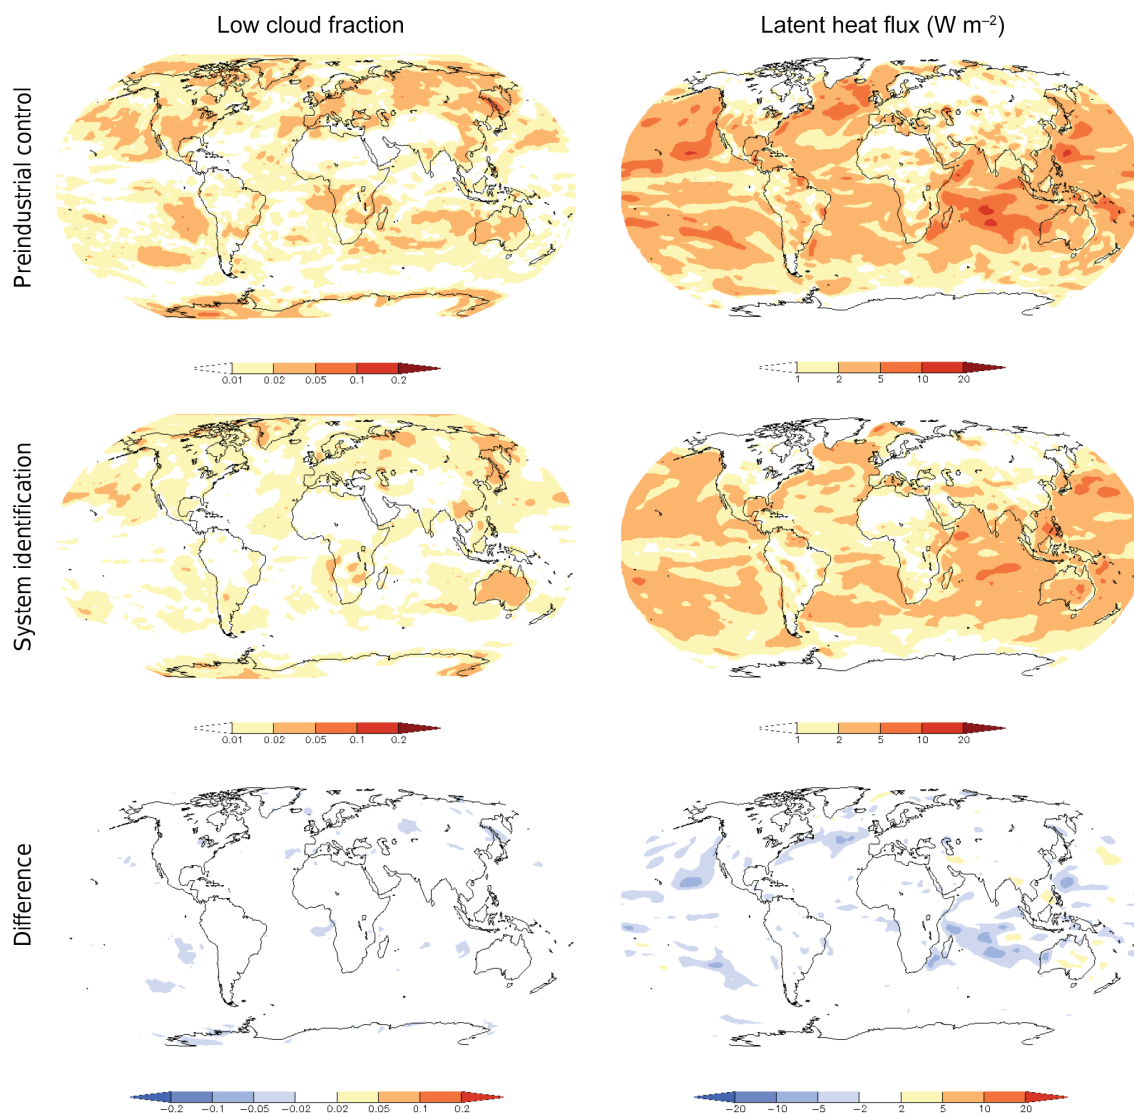 Low cloud fraction
Latent heat flux (W m⁻²)
Preindustrial control
0.01 0.02 0.05 0.1 0.2
1 2 5 10 20
System identification
0.01 0.02 0.05 0.1 0.2
1 2 5 10 20
Difference
−0.2 −0.1 −0.05 −0.02 0.02 0.05 0.1 0.2
−20 −10 −5 −2 2 5 10 20